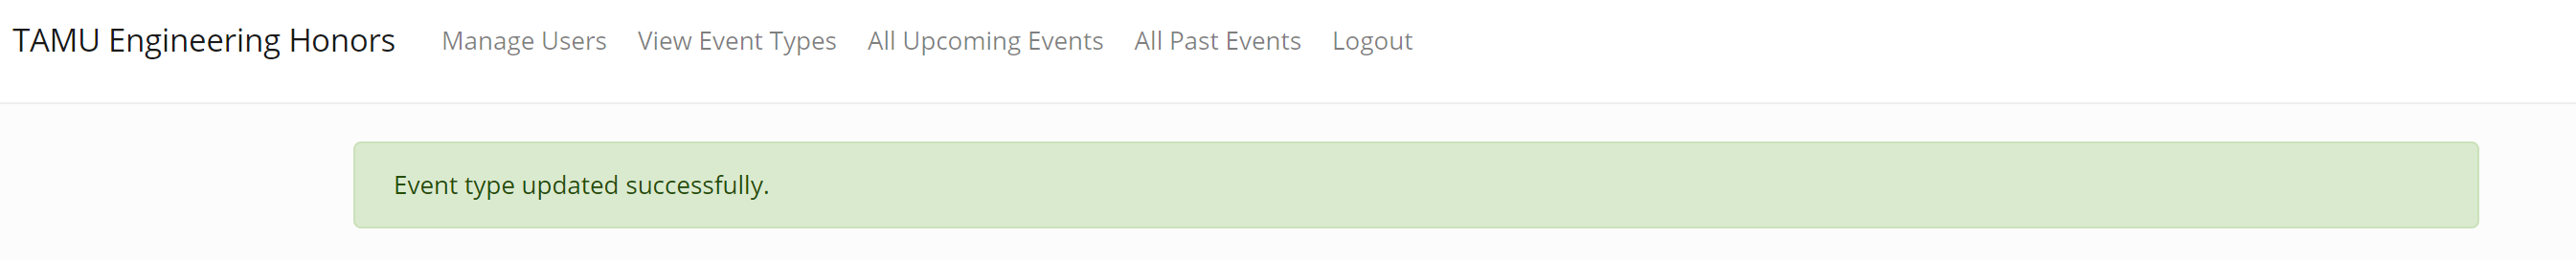 TAMU Engineering Honors Manage Users View Event Types All Upcoming Events All Past Events Logout
Event type updated successfully.